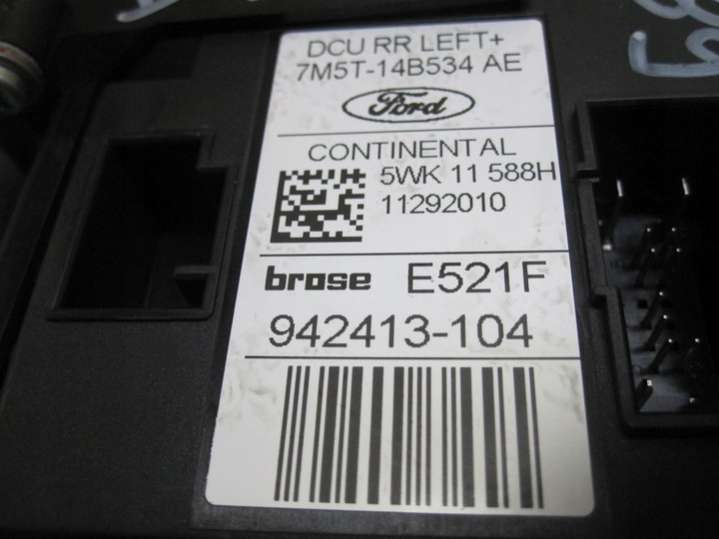 DCU RR LEFT+
7M5T-14B534 AE
Ford
CONTINENTAL
5WK 11 588H
11292010
brose E521F
942413-104